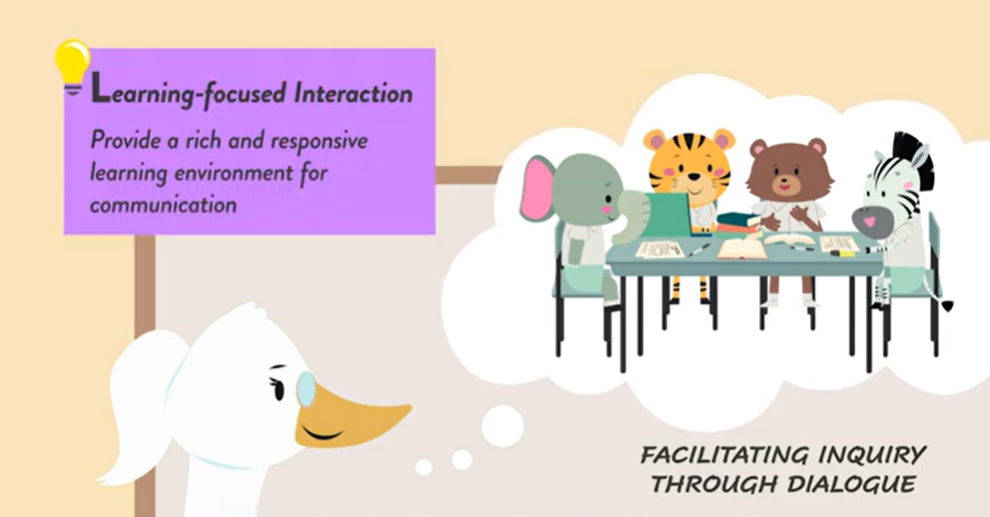 Learning-focused Interaction
Provide a rich and responsive
learning environment for
communication
FACILITATING INQUIRY
THROUGH DIALOGUE